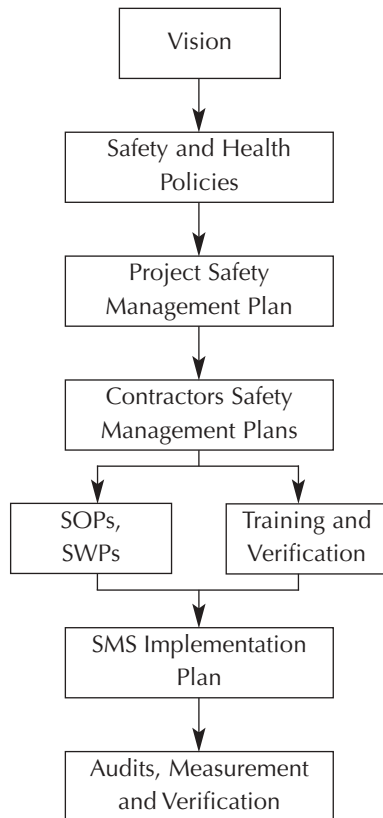 Vision
Safety and Health
Policies
Project Safety
Management Plan
Contractors Safety
Management Plans
SOPs,
SWPs
Training and
Verification
SMS Implementation
Plan
Audits, Measurement
and Verification